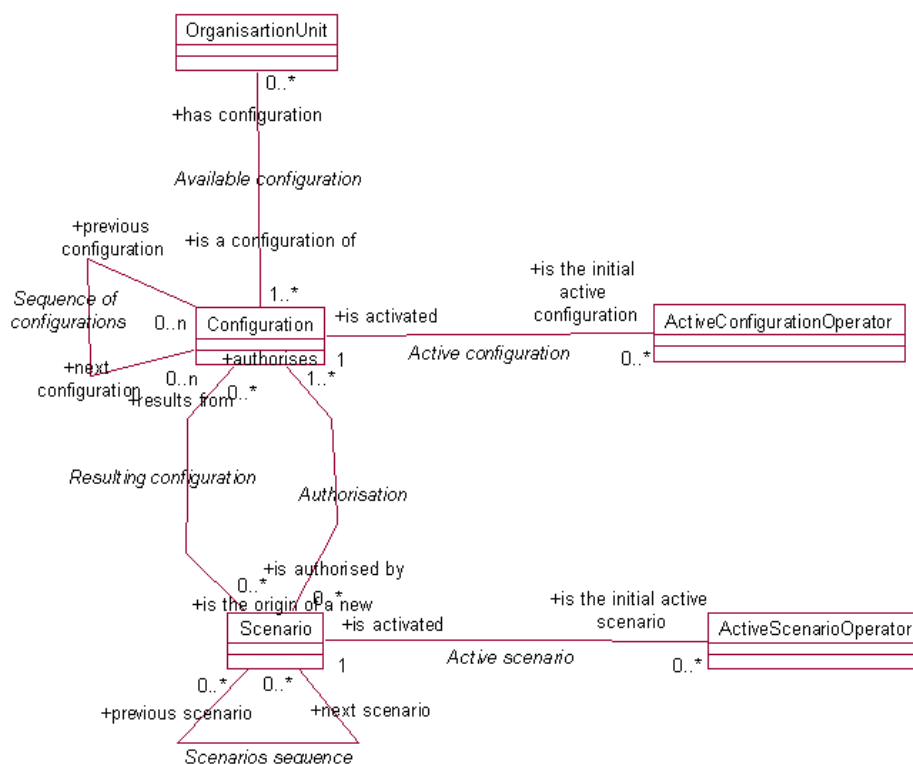 OrganisartionUnit
0..*
+has configuration
Available configuration
+is a configuration of
1..*
+previous
configuration
Sequence of
configurations
0..n
+next
configuration
0..n
Configuration
+is activated
1
Active configuration
+is the initial
active
configuration
0..*
ActiveConfigurationOperator
+authorises
1..*
+results from
0..*
Resulting configuration
Authorisation
0..*
+is authorised by
0..*
+is the origin of a new
Scenario
+is activated
1
Active scenario
+is the initial active
scenario
0..*
ActiveScenarioOperator
0..*
0..*
+previous scenario
+next scenario
Scenarios sequence